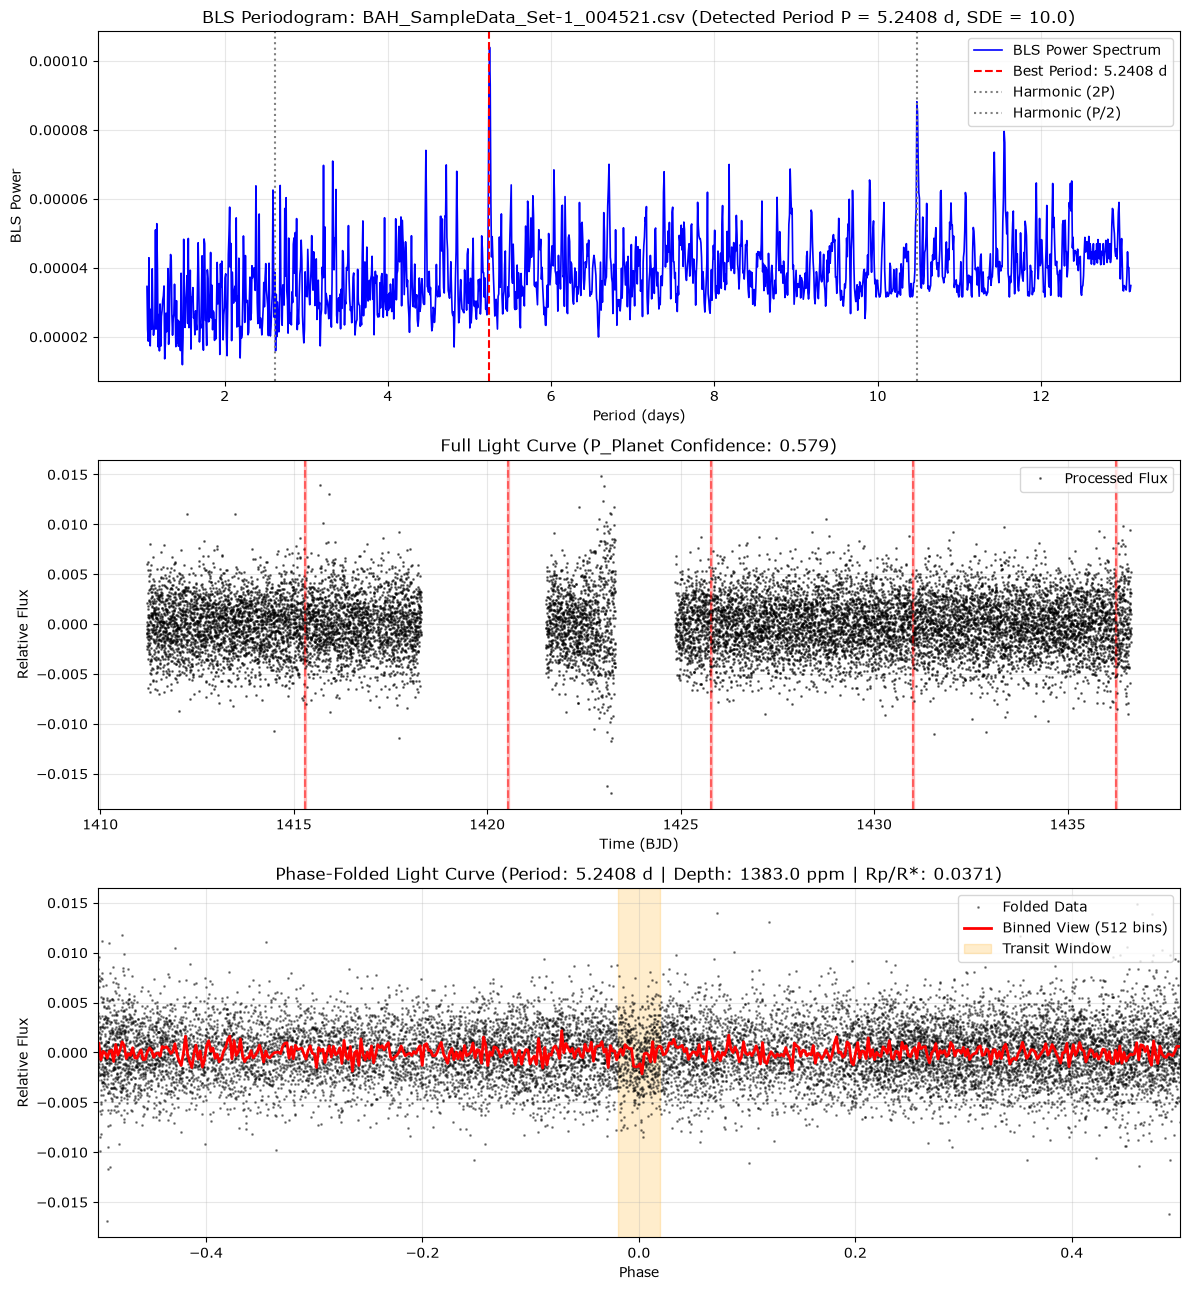 BLS Periodogram: BAH_SampleData_Set-1_004521.csv (Detected Period P = 5.2408 d, SDE = 10.0)
BLS Power Spectrum
Best Period: 5.2408 d
Harmonic (2P)
Harmonic (P/2)
0.00010
0.00008
0.00006
0.00004
0.00002
BLS Power
2 4 6 8 10 12
Period (days)
Full Light Curve (P_Planet Confidence: 0.579)
Processed Flux
0.015
0.010
0.005
0.000
−0.005
−0.010
−0.015
Relative Flux
1410 1415 1420 1425 1430 1435
Time (BJD)
Phase-Folded Light Curve (Period: 5.2408 d | Depth: 1383.0 ppm | Rp/R*: 0.0371)
Folded Data
Binned View (512 bins)
Transit Window
0.015
0.010
0.005
0.000
−0.005
−0.010
−0.015
Relative Flux
−0.4 −0.2 0.0 0.2 0.4
Phase